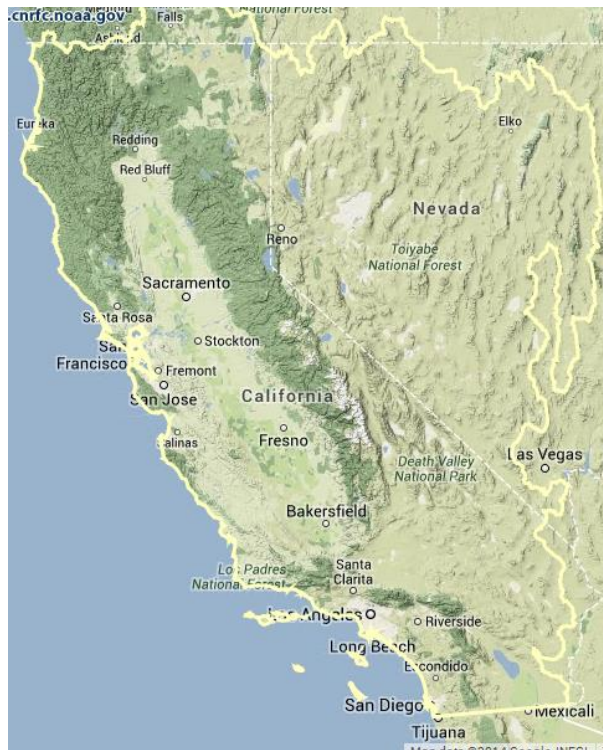 .cnrfc.noaa.gov
National Forest
Medford
Falls
Ashland
Eureka
Redding
Red Bluff
Elko
Nevada
Reno
Toiyabe
National Forest
Sacramento
Santa Rosa
Stockton
San
Francisco
Fremont
San Jose
California
Salinas
Fresno
Death Valley
National Park
Las Vegas
Bakersfield
Los Padres
National Forest
Santa
Clarita
Los Angeles
Riverside
Long Beach
Escondido
San Diego
Mexicali
Tijuana